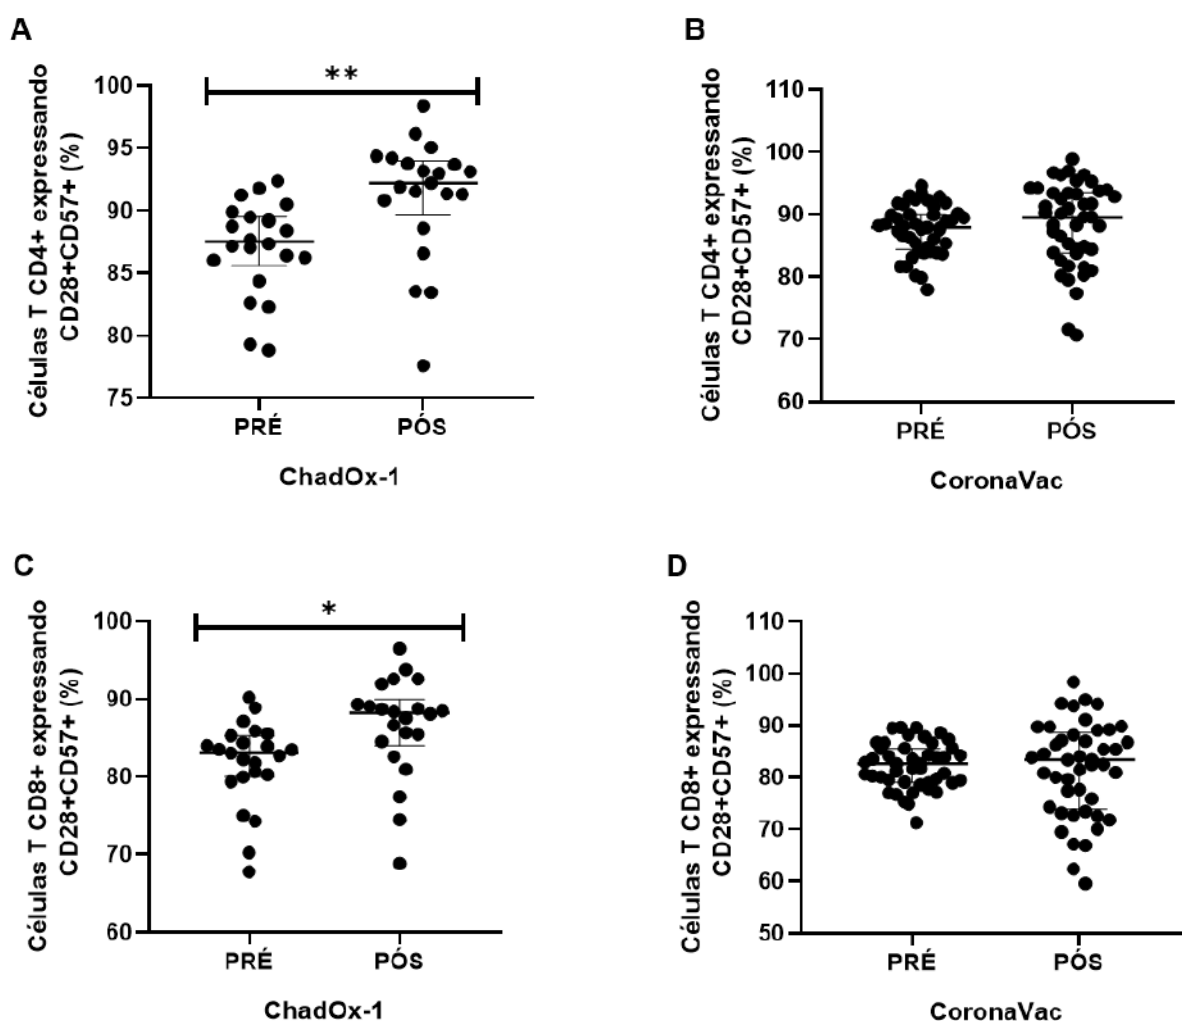 A
Células T CD4+ expressando
CD28+CD57+ (%)
100
95
90
85
80
75
**
PRÉ
PÓS
ChadOx-1
B
Células T CD4+ expressando
CD28+CD57+ (%)
110
100
90
80
70
60
PRÉ
PÓS
CoronaVac
C
Células T CD8+ expressando
CD28+CD57+ (%)
100
90
80
70
60
*
PRÉ
PÓS
ChadOx-1
D
Células T CD8+ expressando
CD28+CD57+ (%)
110
100
90
80
70
60
50
PRÉ
PÓS
CoronaVac